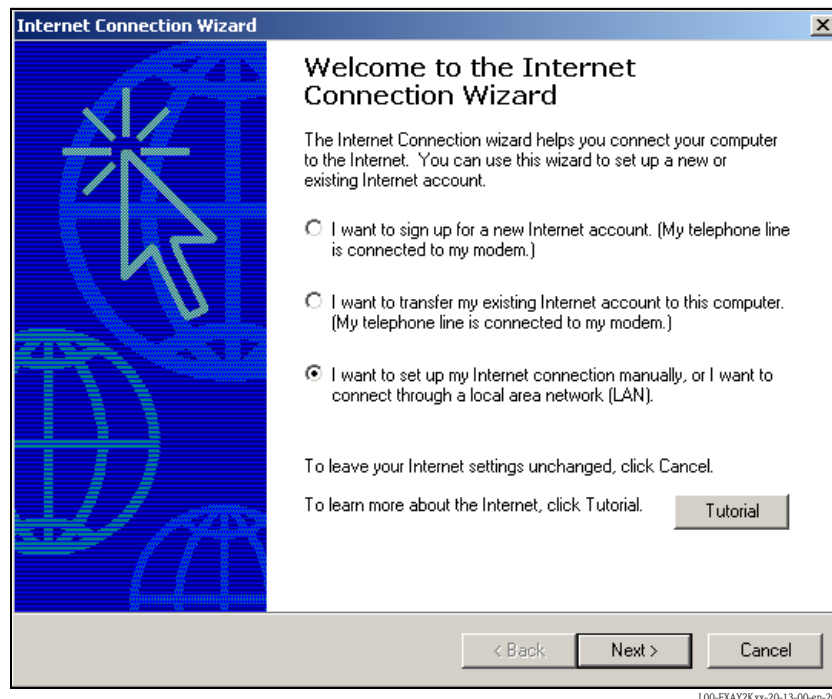 Internet Connection Wizard
Welcome to the Internet
Connection Wizard
The Internet Connection wizard helps you connect your computer
to the Internet. You can use this wizard to set up a new or
existing Internet account.
I want to sign up for a new Internet account. (My telephone line
is connected to my modem.)
I want to transfer my existing Internet account to this computer.
(My telephone line is connected to my modem.)
I want to set up my Internet connection manually, or I want to
connect through a local area network (LAN).
To leave your Internet settings unchanged, click Cancel.
To learn more about the Internet, click Tutorial.
Tutorial
< Back
Next >
Cancel